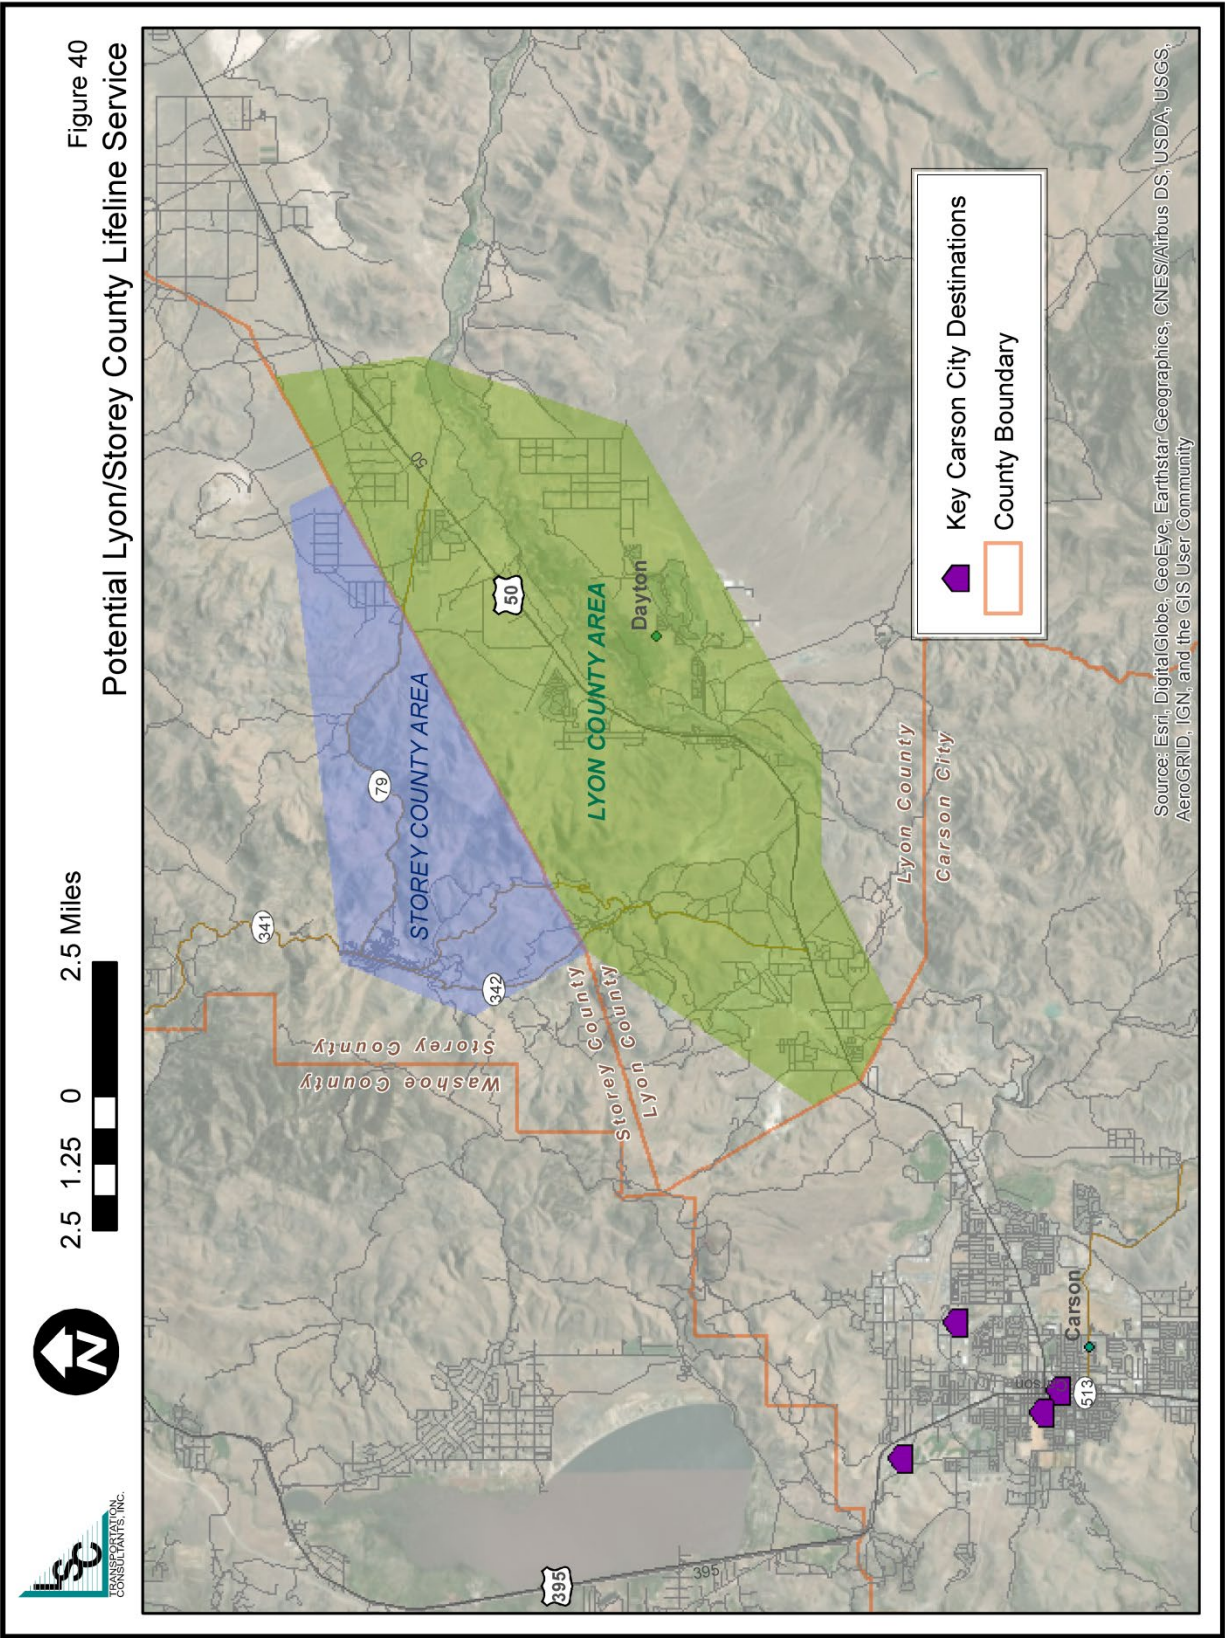 Figure 40
Potential Lyon/Storey County Lifeline Service
LSC
TRANSPORTATION
CONSULTANTS, INC.
N
2.5 1.25 0 2.5 Miles
341
79
342
STOREY COUNTY AREA
50
50
LYON COUNTY AREA
Dayton
Washoe County
Storey County
Storey County
Lyon County
Lyon County
Carson City
395
395
Carson
513
Key Carson City Destinations
County Boundary
Source: Esri, DigitalGlobe, GeoEye, Earthstar Geographics, CNES/Airbus DS, USDA, USGS,
AeroGRID, IGN, and the GIS User Community